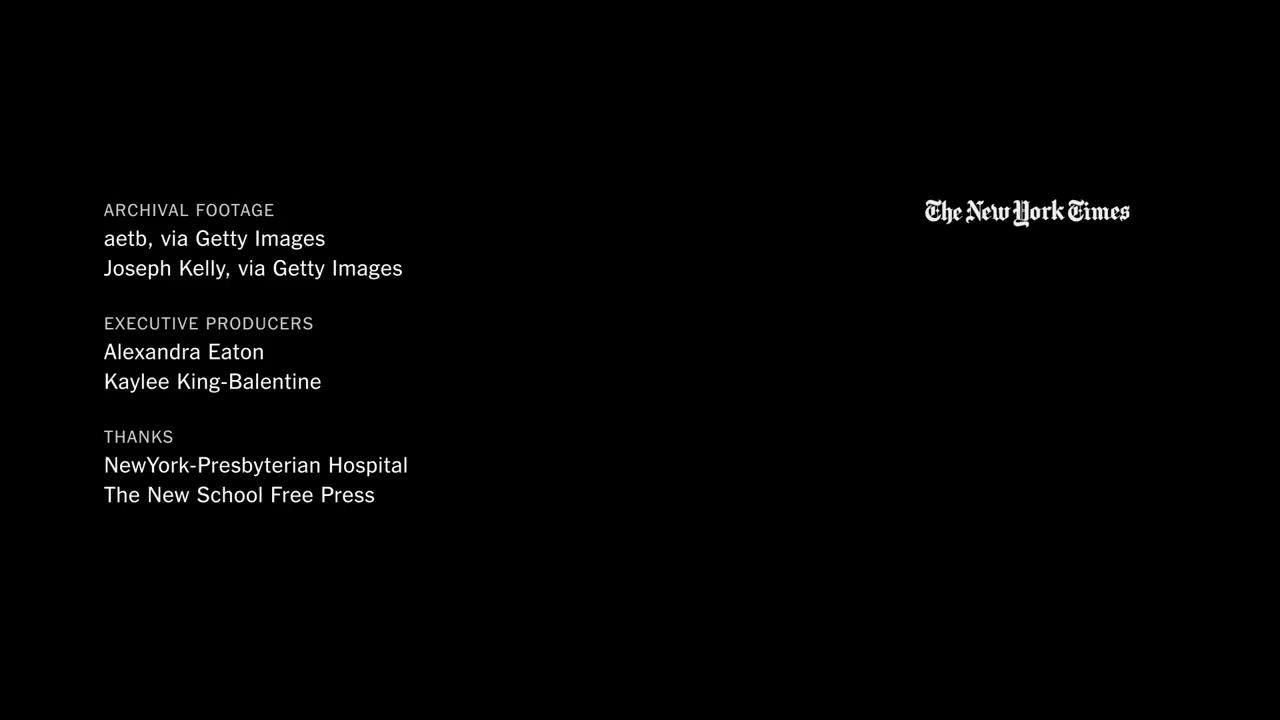 ARCHIVAL FOOTAGE
aetb, via Getty Images
Joseph Kelly, via Getty Images
EXECUTIVE PRODUCERS
Alexandra Eaton
Kaylee King-Balentine
THANKS
NewYork-Presbyterian Hospital
The New School Free Press
The New York Times